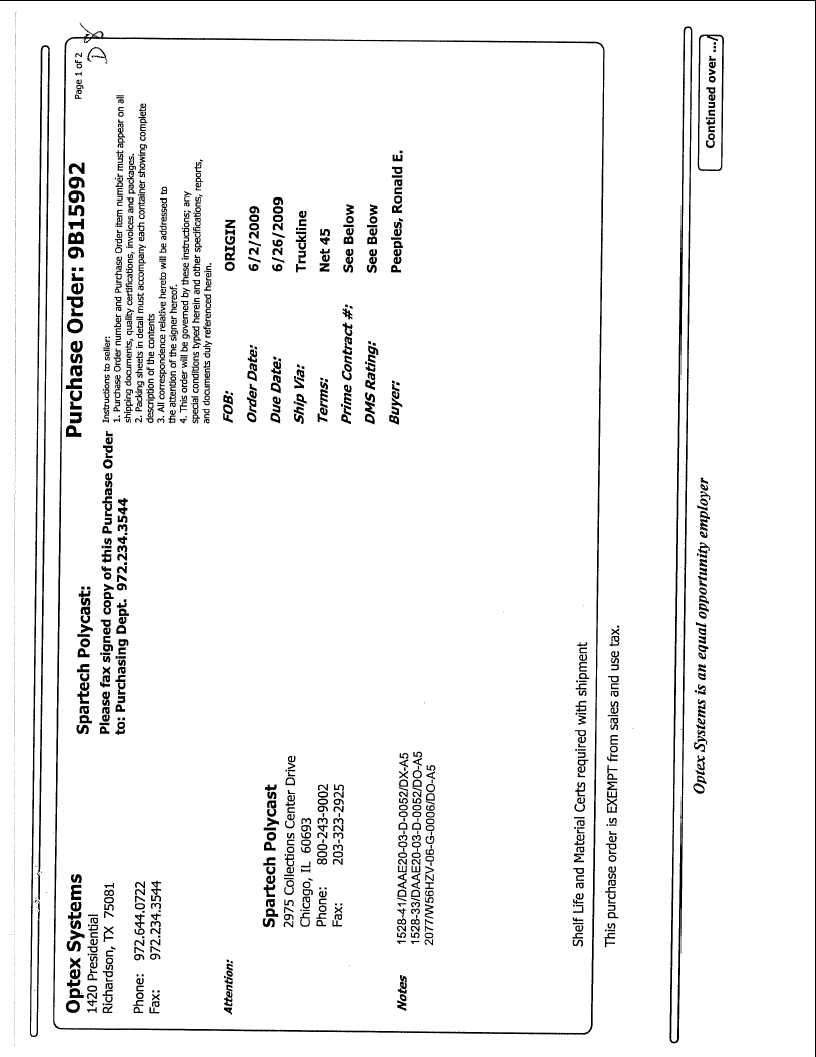 Optex Systems
1420 Presidential
Richardson, TX 75081
Phone: 972.644.0722
Fax: 972.234.3544
Spartech Polycast:
Please fax signed copy of this Purchase Order
to: Purchasing Dept. 972.234.3544
Purchase Order: 9B15992
Page 1 of 2
DX
Instructions to seller:
1. Purchase Order number and Purchase Order item number must appear on all
shipping documents, quality certifications, invoices and packages.
2. Packing sheets in detail must accompany each container showing complete
description of the contents
3. All correspondence relative hereto will be addressed to
the attention of the signer hereof.
4. This order will be governed by these instructions; any
special conditions typed herein and other specifications, reports,
and documents duly referenced herein.
Attention:
Spartech Polycast
2975 Collections Center Drive
Chicago, IL 60693
Phone: 800-243-9002
Fax: 203-323-2925
FOB: ORIGIN
Order Date: 6/2/2009
Due Date: 6/26/2009
Ship Via: Truckline
Terms: Net 45
Prime Contract #: See Below
DMS Rating: See Below
Buyer: Peeples, Ronald E.
Notes 1528-41/DAAE20-03-D-0052/DX-A5
1528-33/DAAE20-03-D-0052/DO-A5
2077/W56HZV-06-G-0006/DO-A5
Shelf Life and Material Certs required with shipment
This purchase order is EXEMPT from sales and use tax.
Optex Systems is an equal opportunity employer
Continued over .../